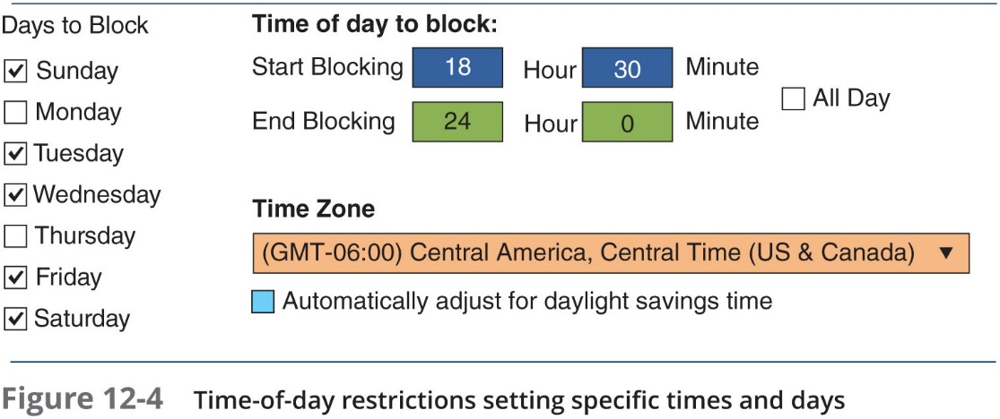 Days to Block
Sunday
Monday
Tuesday
Wednesday
Thursday
Friday
Saturday
Time of day to block:
Start Blocking 18 Hour 30 Minute
End Blocking 24 Hour 0 Minute
All Day
Time Zone
(GMT-06:00) Central America, Central Time (US & Canada)
Automatically adjust for daylight savings time
Figure 12-4 Time-of-day restrictions setting specific times and days